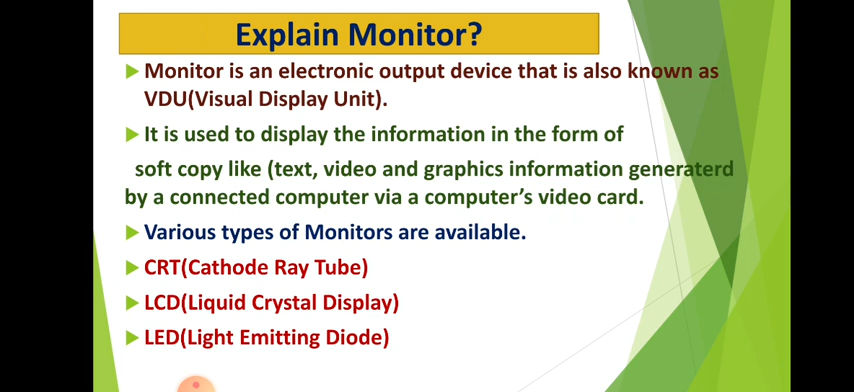 Explain Monitor?
Monitor is an electronic output device that is also known as
VDU(Visual Display Unit).
It is used to display the information in the form of
soft copy like (text, video and graphics information generaterd
by a connected computer via a computer's video card.
Various types of Monitors are available.
CRT(Cathode Ray Tube)
LCD(Liquid Crystal Display)
LED(Light Emitting Diode)